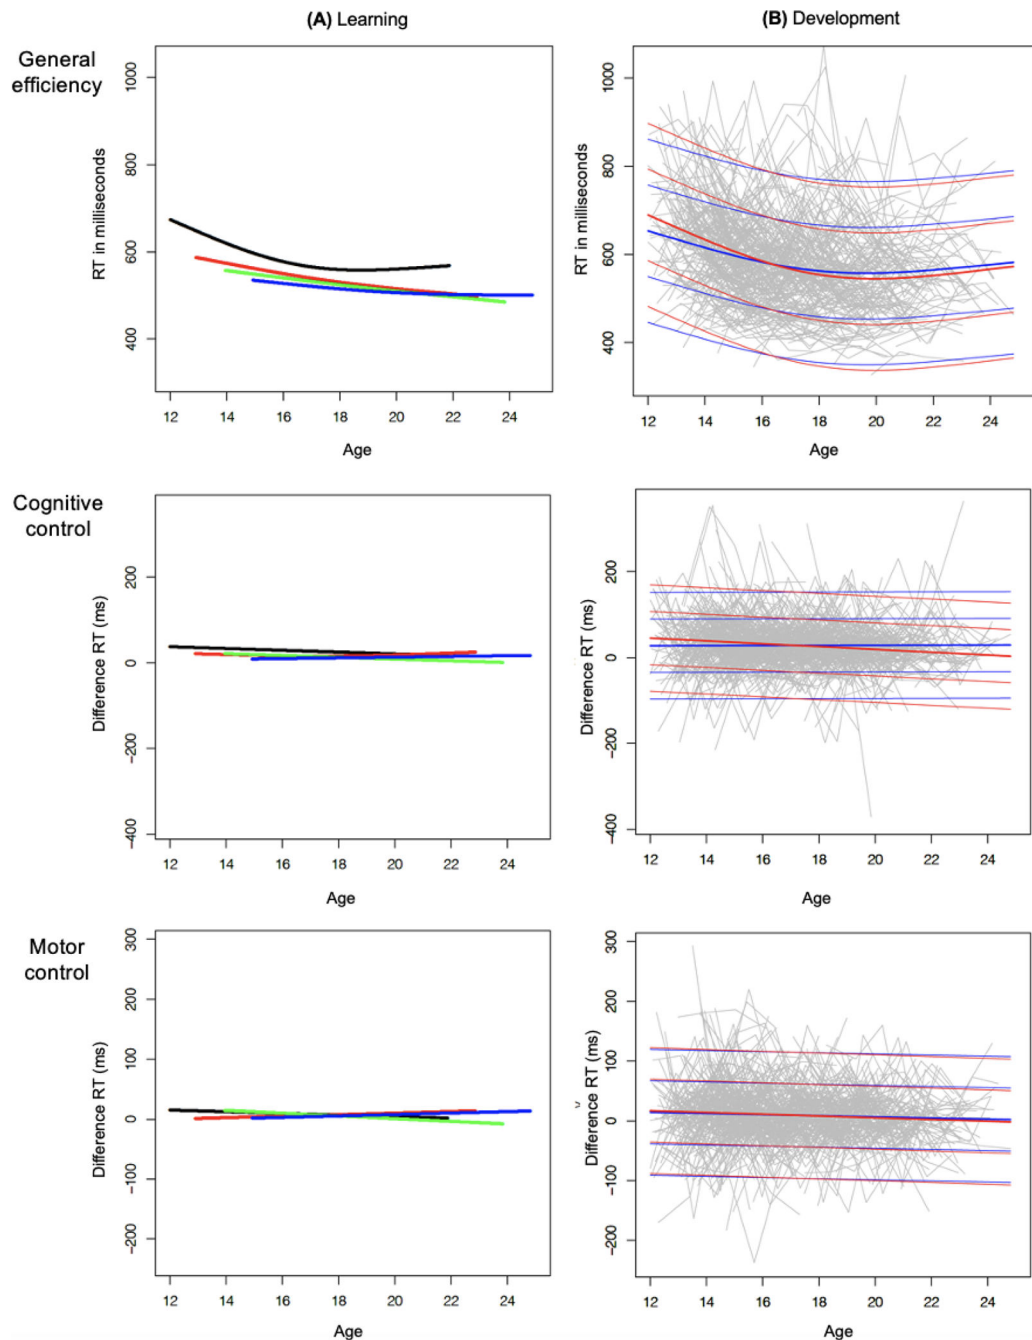 (A) Learning
(B) Development
General
efficiency
RT in milliseconds
1000
800
600
400
12 14 16 18 20 22 24
Age
RT in milliseconds
1000
800
600
400
12 14 16 18 20 22 24
Age
Cognitive
control
Difference RT (ms)
200
0
-200
-400
12 14 16 18 20 22 24
Age
Difference RT (ms)
200
0
-200
-400
12 14 16 18 20 22 24
Age
Motor
control
Difference RT (ms)
300
200
100
0
-100
-200
12 14 16 18 20 22 24
Age
Difference RT (ms)
300
200
100
0
-100
-200
12 14 16 18 20 22 24
Age